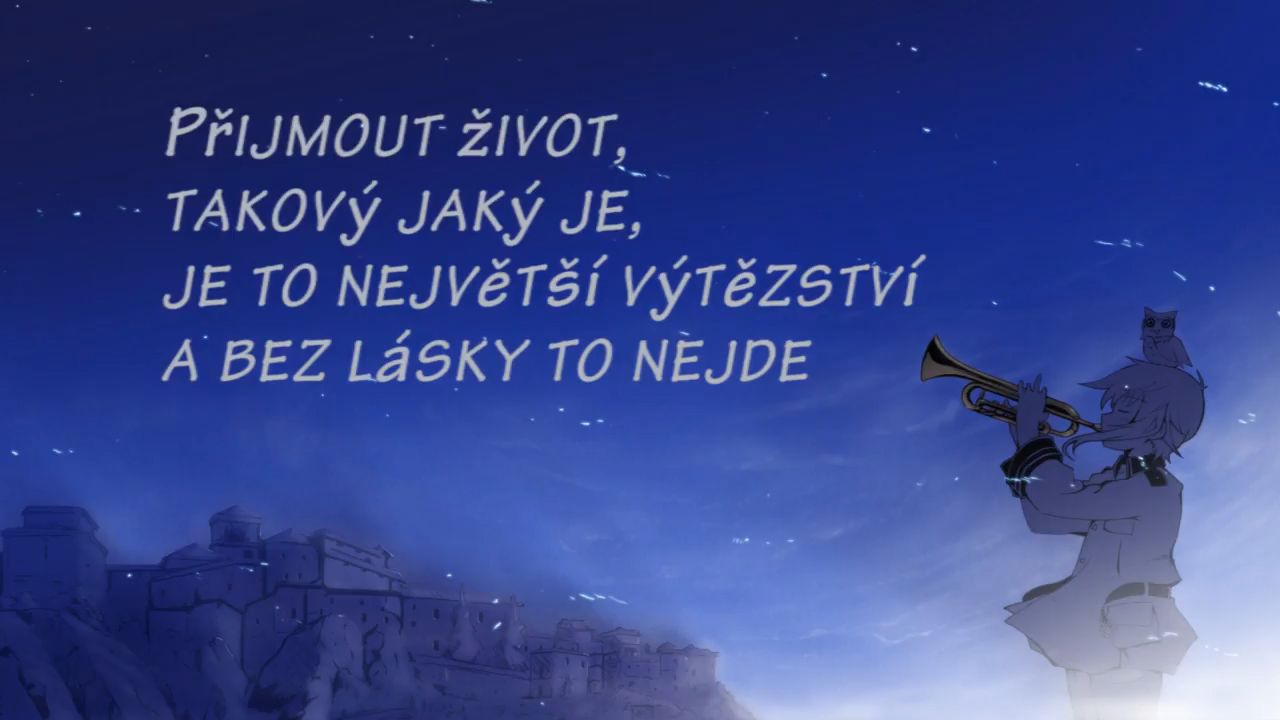 Přijmout život,
takový jaký je,
je to největší výtězství
a bez lásky to nejde